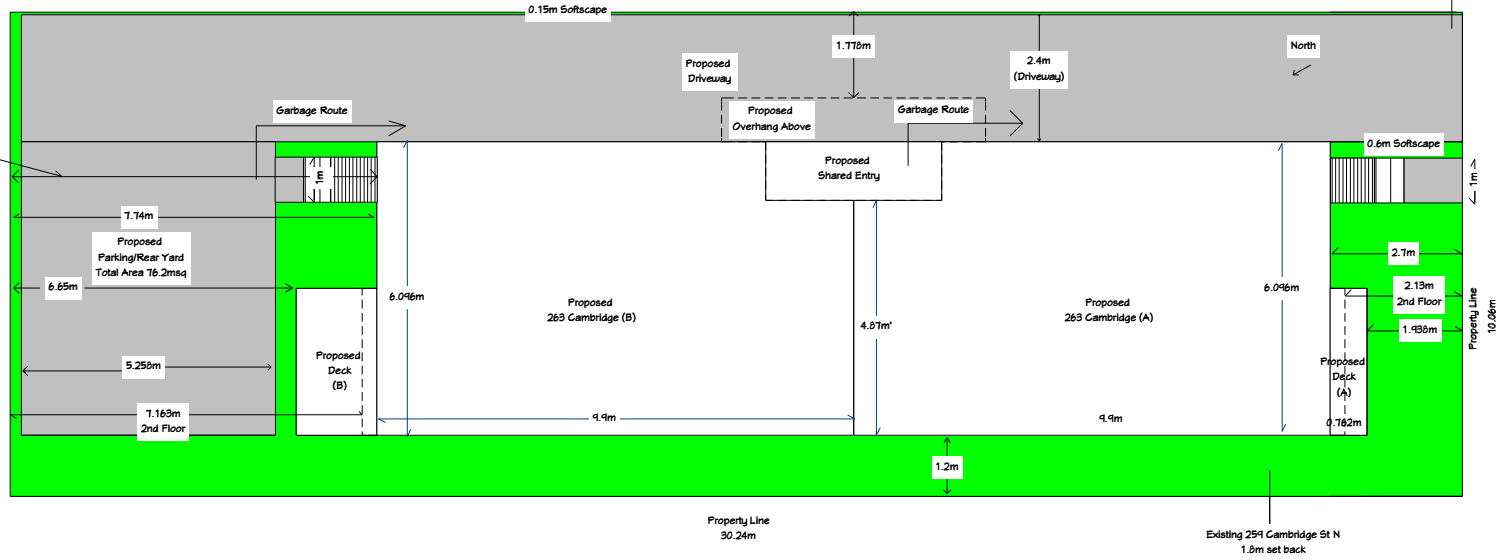 0.15m Softscape
1.778m
Proposed
Driveway
2.4m
(Driveway)
North
Garbage Route
Proposed
Overhang Above
Garbage Route
0.6m Softscape
1m
Proposed
Shared Entry
1m
7.74m
Proposed
Parking/Rear Yard
Total Area 76.2msq
2.7m
6.65m
6.096m
Proposed
263 Cambridge (B)
4.87m"
Proposed
263 Cambridge (A)
6.096m
2.13m
2nd Floor
1.938m
Property Line
10.06m
5.258m
Proposed
Deck
(B)
Proposed
Deck
(A)
7.163m
2nd Floor
9.9m
9.9m
0.762m
1.2m
Property Line
30.24m
Existing 259 Cambridge St N
1.8m set back